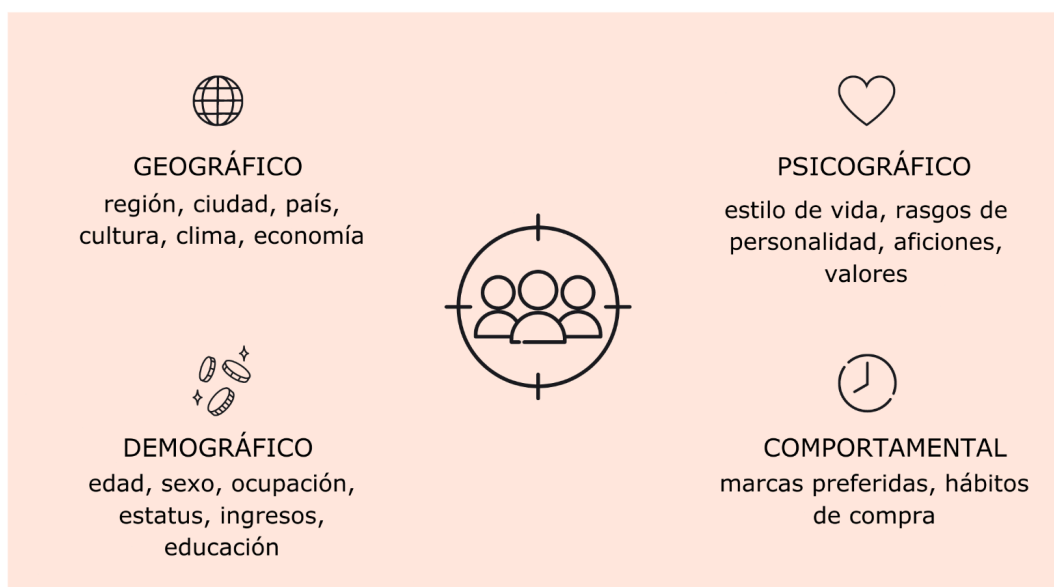 GEOGRÁFICO
región, ciudad, país,
cultura, clima, economía
PSICOGRÁFICO
estilo de vida, rasgos de
personalidad, aficiones,
valores
DEMOGRÁFICO
edad, sexo, ocupación,
estatus, ingresos,
educación
COMPORTAMENTAL
marcas preferidas, hábitos
de compra